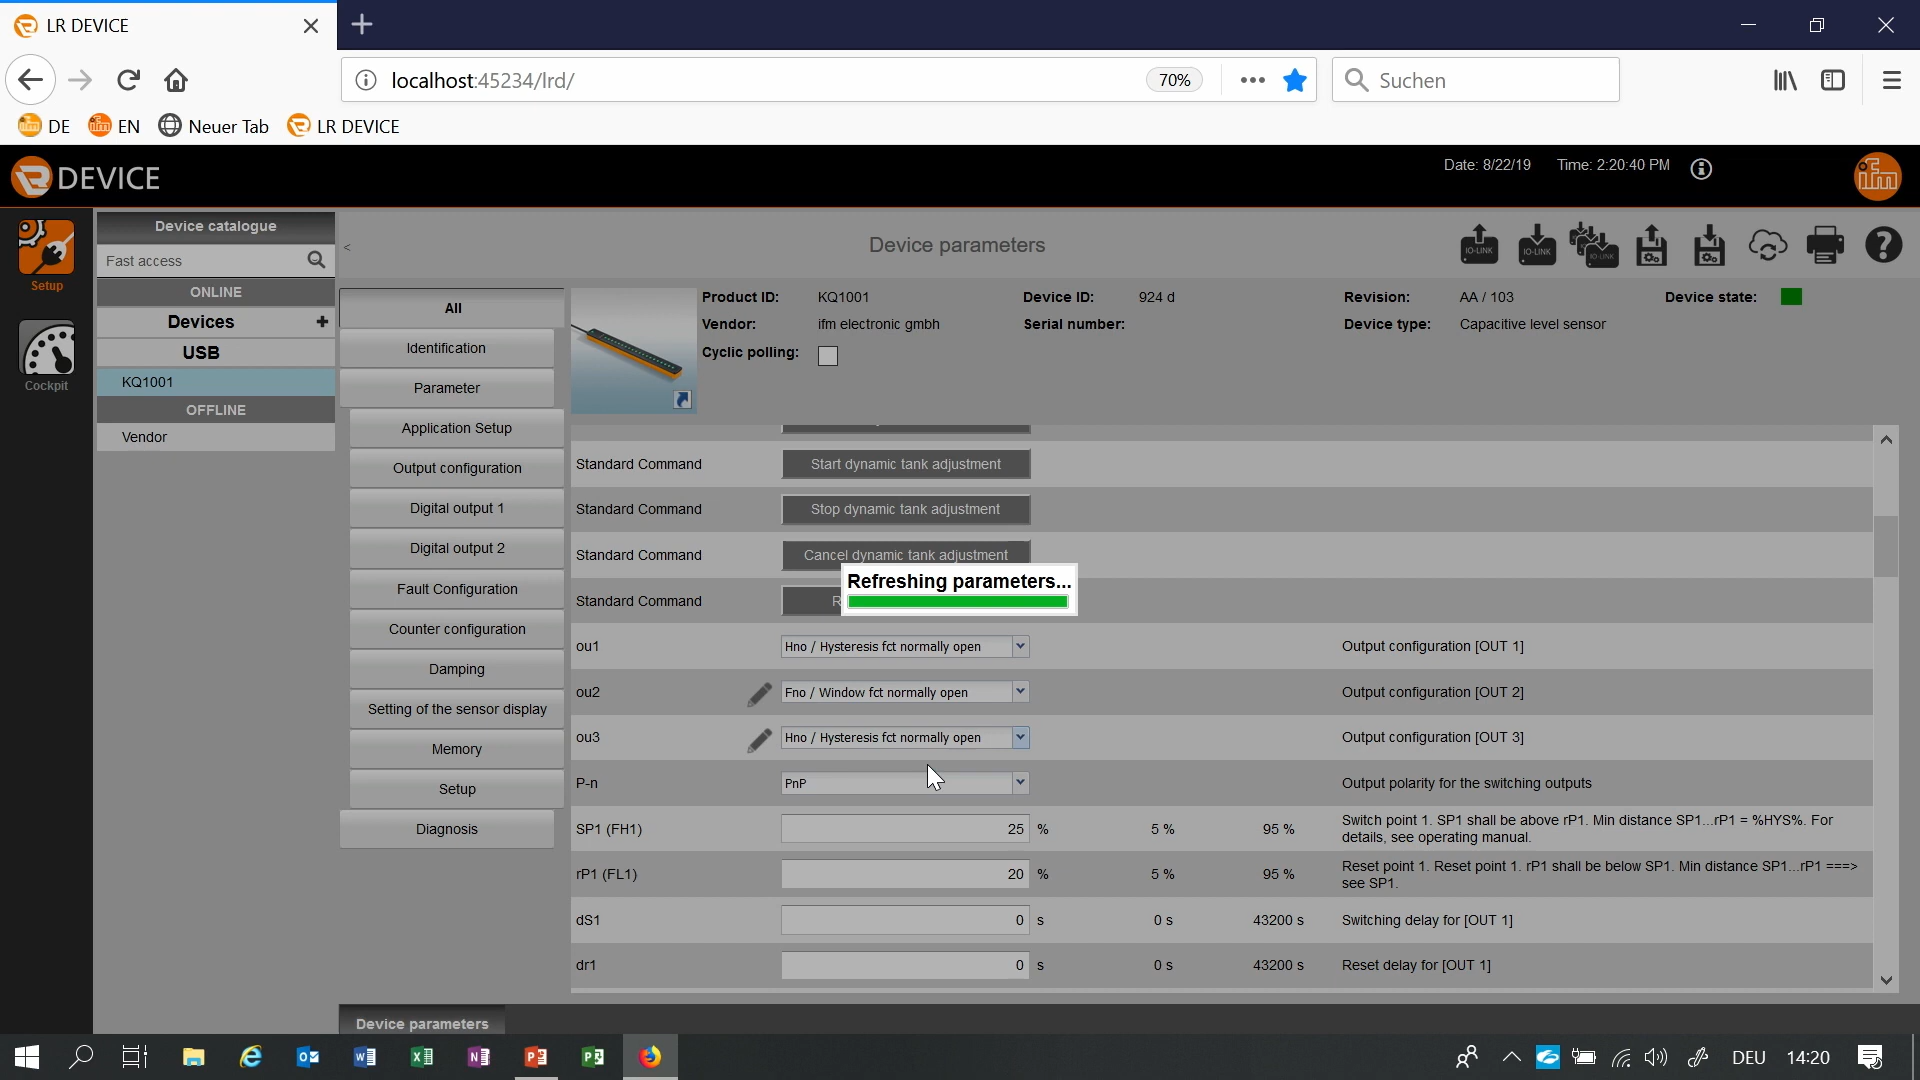 LR DEVICE
localhost:45234/lrd/
70%
Suchen
DE
EN
Neuer Tab
LR DEVICE
DEVICE
Date: 8/22/19
Time: 2:20:40 PM
ifm
Setup
Cockpit
Device catalogue
Fast access
ONLINE
Devices +
USB
KQ1001
OFFLINE
Vendor
<
Device parameters
IO-LINK
IO-LINK
IO-LINK
All
Identification
Parameter
Application Setup
Output configuration
Digital output 1
Digital output 2
Fault Configuration
Counter configuration
Damping
Setting of the sensor display
Memory
Setup
Diagnosis
Product ID: KQ1001 Device ID: 924 d Revision: AA / 103 Device state:
Vendor: ifm electronic gmbh Serial number: Device type: Capacitive level sensor
Cyclic polling:
Standard Command Start dynamic tank adjustment
Standard Command Stop dynamic tank adjustment
Standard Command Cancel dynamic tank adjustment
Refreshing parameters...
Standard Command R
ou1 Hno / Hysteresis fct normally open Output configuration [OUT 1]
ou2 Fno / Window fct normally open Output configuration [OUT 2]
ou3 Hno / Hysteresis fct normally open Output configuration [OUT 3]
P-n PnP Output polarity for the switching outputs
SP1 (FH1) 25 % 5 % 95 % Switch point 1. SP1 shall be above rP1. Min distance SP1...rP1 = %HYS%. For
details, see operating manual.
rP1 (FL1) 20 % 5 % 95 % Reset point 1. Reset point 1. rP1 shall be below SP1. Min distance SP1...rP1 ===>
see SP1.
dS1 0 s 0 s 43200 s Switching delay for [OUT 1]
dr1 0 s 0 s 43200 s Reset delay for [OUT 1]
Device parameters
DEU
14:20